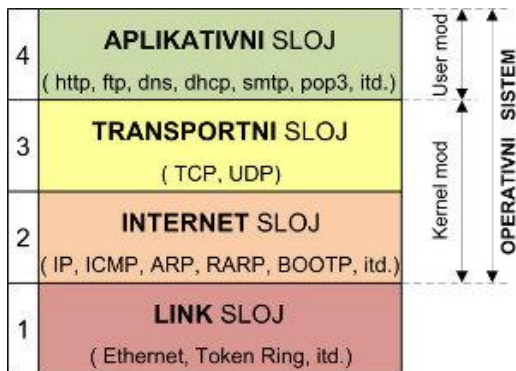 4
APLIKATIVNI SLOJ
( http, ftp, dns, dhcp, smtp, pop3, itd.)
3
TRANSPORTNI SLOJ
( TCP, UDP)
2
INTERNET SLOJ
( IP, ICMP, ARP, RARP, BOOTP, itd.)
1
LINK SLOJ
( Ethernet, Token Ring, itd.)
User mod
Kernel mod
OPERATIVNI SISTEM